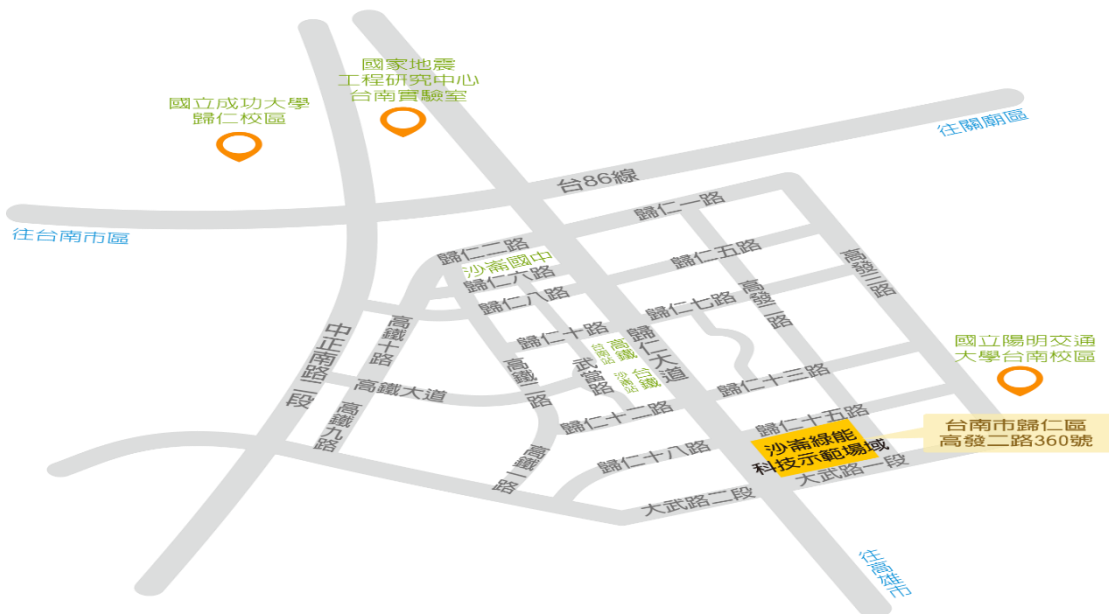 國家地震
工程研究中心
台南實驗室
國立成功大學
歸仁校區
往關廟區
台86線
往台南市區
歸仁一路
歸仁二路
沙崙國中
歸仁六路
歸仁五路
高發三路
歸仁八路
高發二路
歸仁七路
歸仁十路
高鐵十路
中正南路二段
歸仁大道
高鐵
台南站
台鐵
沙崙站
武當路
高鐵二路
國立陽明交通
大學台南校區
高鐵大道
歸仁十三路
歸仁十二路
高鐵九路
歸仁十五路
台南市歸仁區
高發二路360號
沙崙綠能
科技示範場域
歸仁十八路
高鐵一路
大武路一段
大武路二段
往高雄市